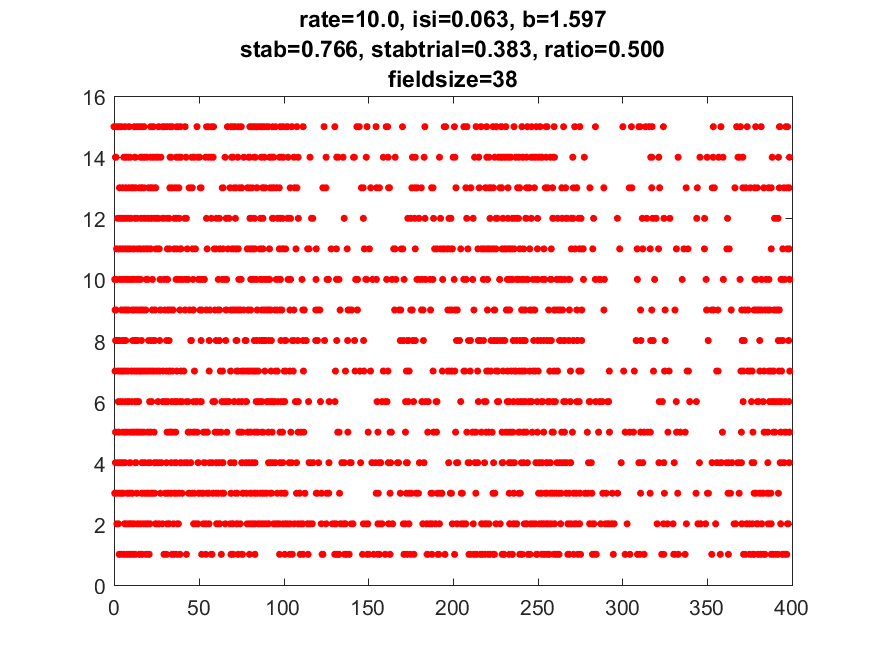 rate=10.0, isi=0.063, b=1.597
stab=0.766, stabtrial=0.383, ratio=0.500
fieldsize=38
16
14
12
10
8
6
4
2
0
0 50 100 150 200 250 300 350 400